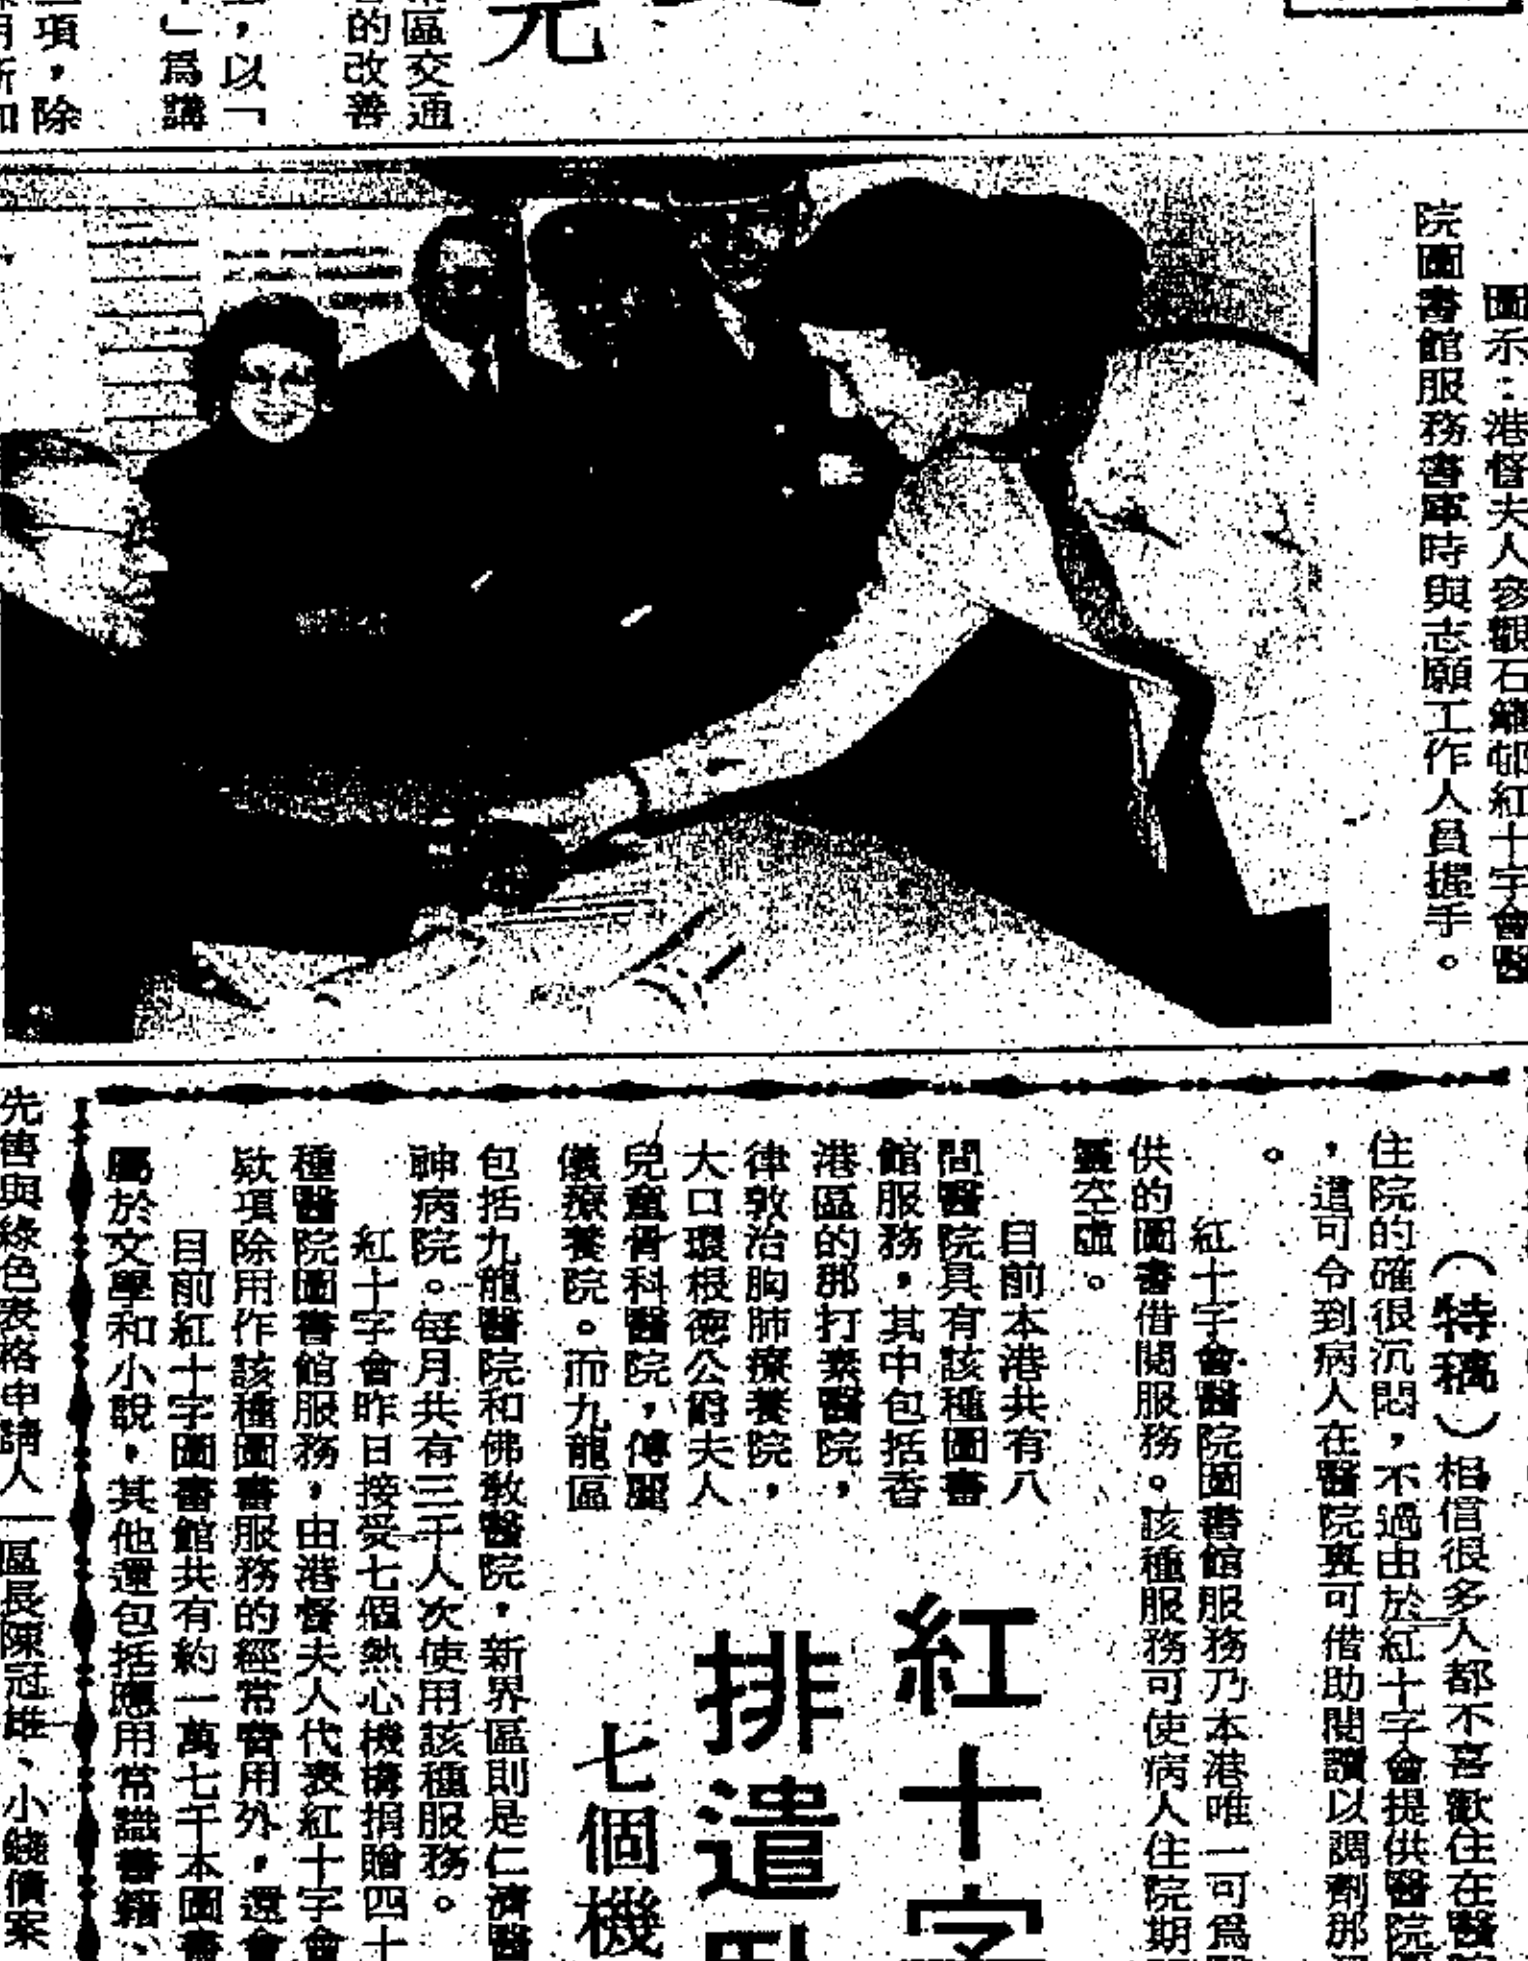 元
區交通
的改善
，以「
」爲講
項，除
圖示：港督夫人參觀石籬邨紅十字會醫
院圖書館服務書庫時與志願工作人員握手。
（特稿）相信很多人都不喜歡住在醫院
住院的確很沉悶，不過由於紅十字會提供醫院圖
，這可令到病人在醫院裏可借助閱讀以調劑那
。
紅十字會醫院圖書館服務乃本港唯一可爲醫
供的圖書借閱服務。該種服務可使病人住院期
靈空虛。
紅十字
排遣
七個機
目前本港共有八
間醫院具有該種圖書
館服務，其中包括香
港區的那打素醫院，
律敦治胸肺療養院，
大口環根德公爵夫人
兒童骨科醫院，傅麗
儀療養院。而九龍區
包括九龍醫院和佛教醫院，新界區則是仁濟醫
病院。每月共有三千人次使用該種服務。
紅十字會昨日接受七個熱心機構捐贈四十
種醫院圖書館服務，由港督夫人代表紅十字會
欵項除用作該種圖書服務的經常費用外，還會
目前紅十字圖書館共有約一萬七千本圖書
屬於文學和小說，其他還包括應用常識書籍、
先售與綠色表格申請人
區長陳冠雄、小錢債案